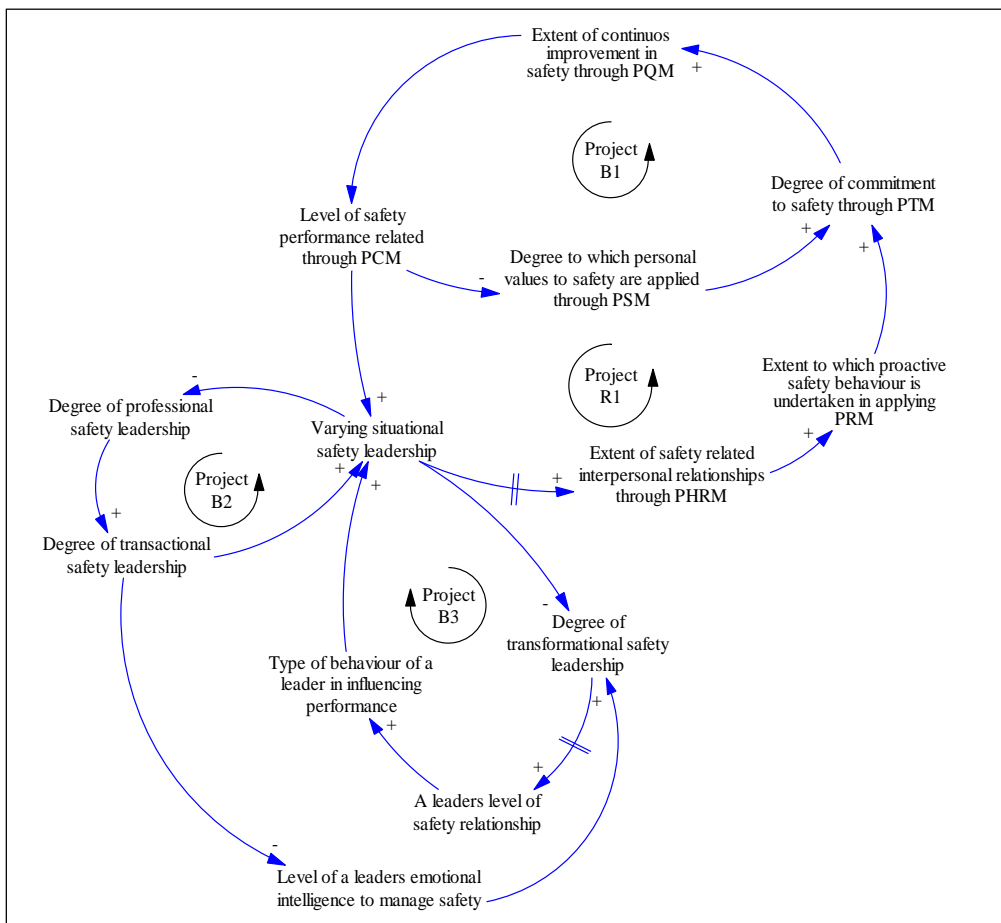 Extent of continuos
improvement in
safety through PQM
+
Project
B1
Degree of commitment
to safety through PTM
+
+
Level of safety
performance related
through PCM
-
Degree to which personal
values to safety are applied
through PSM
Project
R1
Extent to which proactive
safety behaviour is
undertaken in applying
PRM
+
-
Degree of professional
safety leadership
+
Varying situational
safety leadership
+
+
Extent of safety related
interpersonal relationships
through PHRM
+
Project
B2
+
Degree of transactional
safety leadership
Project
B3
-
Degree of
transformational safety
leadership
+
+
Type of behaviour of a
leader in influencing
performance
+
+
A leaders level of
safety relationship
-
Level of a leaders emotional
intelligence to manage safety